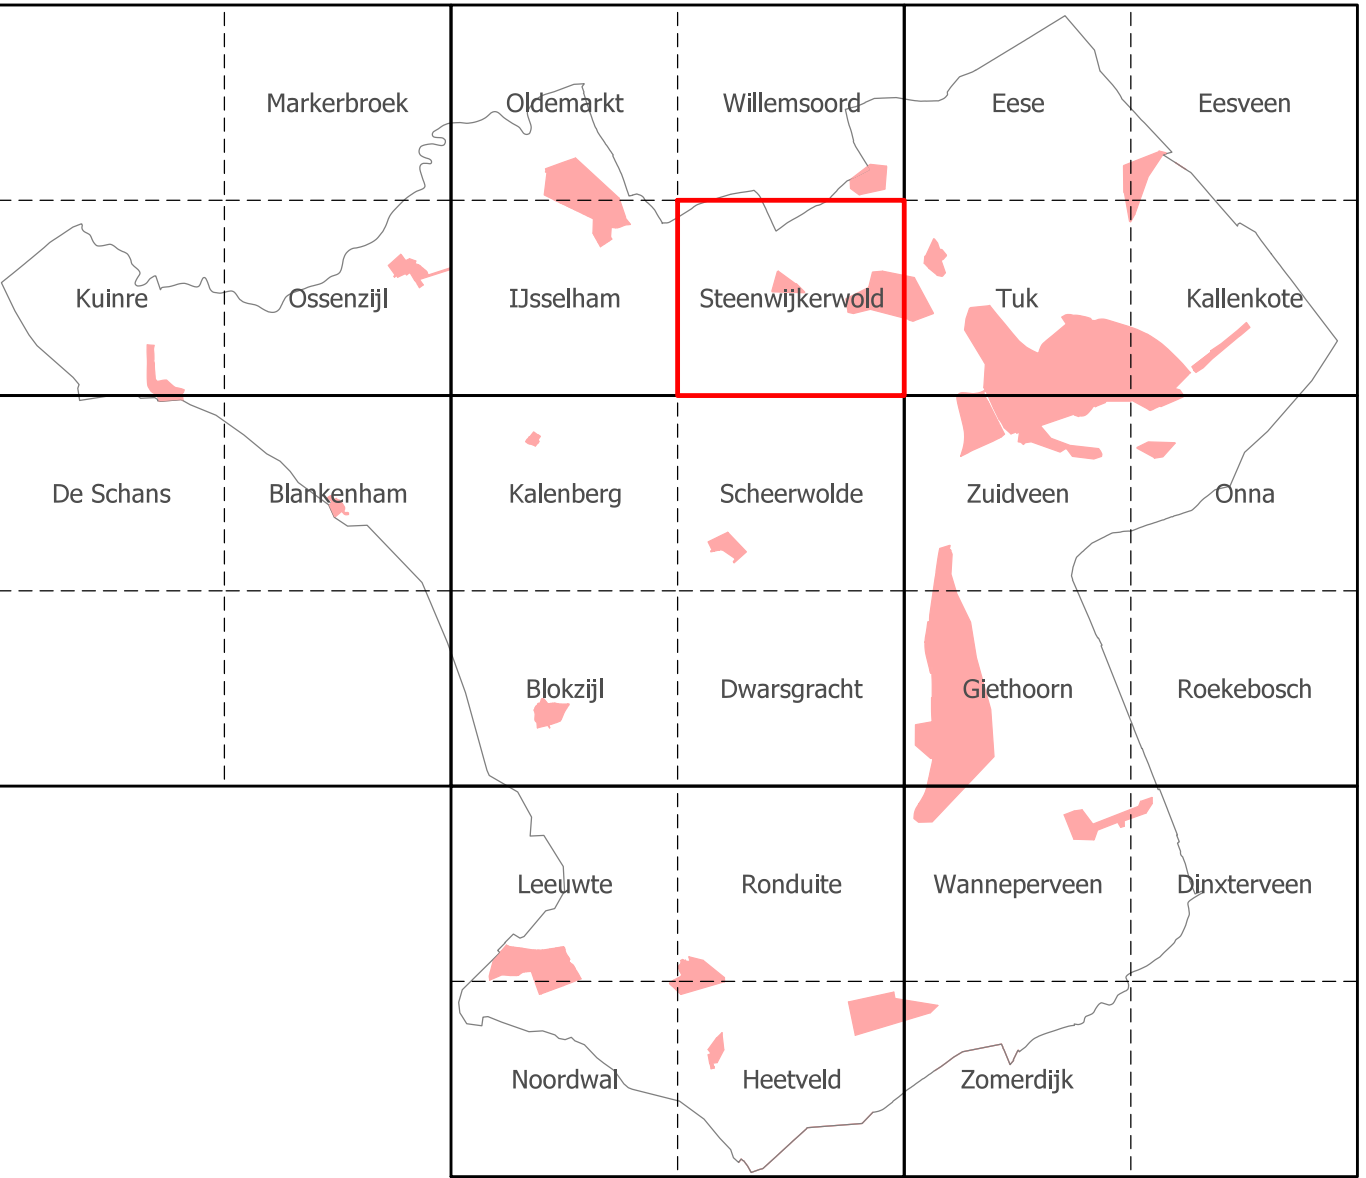 Markerbroek Oldemarkt Willemsoord Eese Eesveen
Kuinre Ossenzijl IJsselham Steenwijkerwold Tuk Kallenkote
De Schans Blankenham Kalenberg Scheerwolde Zuidveen Onna
Blokzijl Dwarsgracht Giethoorn Roekebosch
Leeuwte Ronduite Wanneperveen Dinxterveen
Noordwal Heetveld Zomerdijk